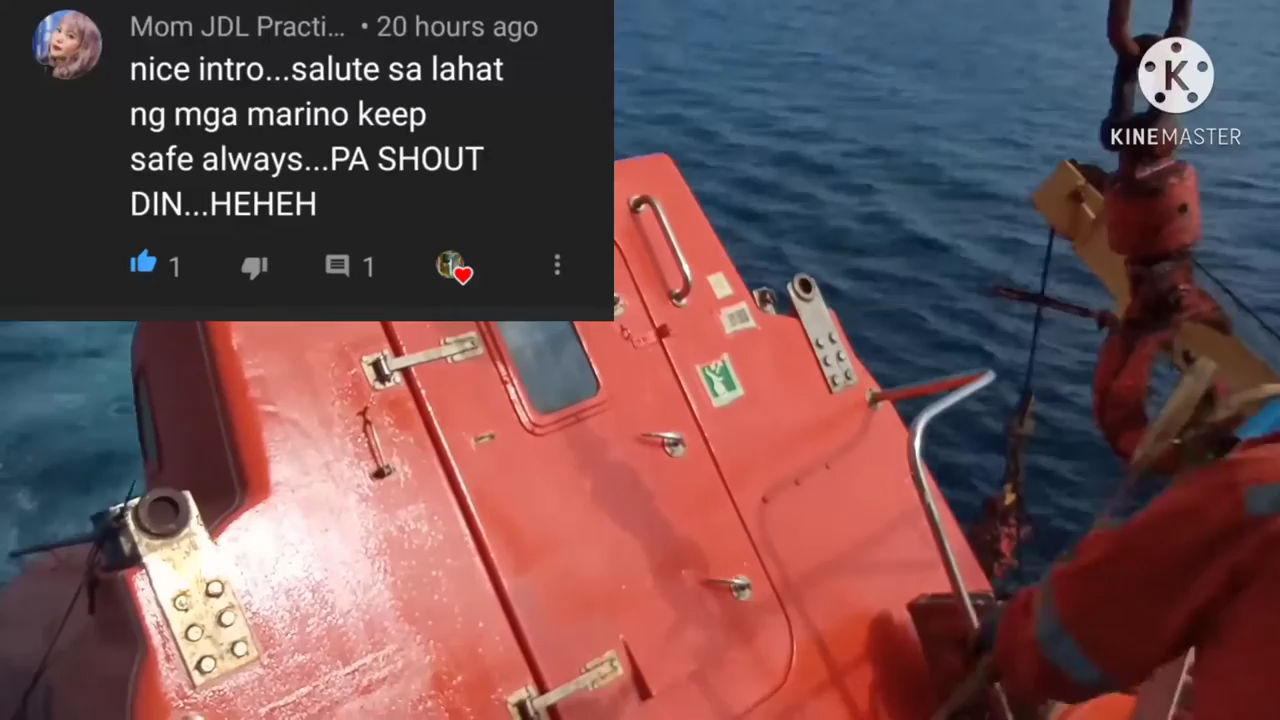 Mom JDL Practi... • 20 hours ago
nice intro...salute sa lahat
ng mga marino keep
safe always...PA SHOUT
DIN...HEHEH
1 1
K
KINEMASTER